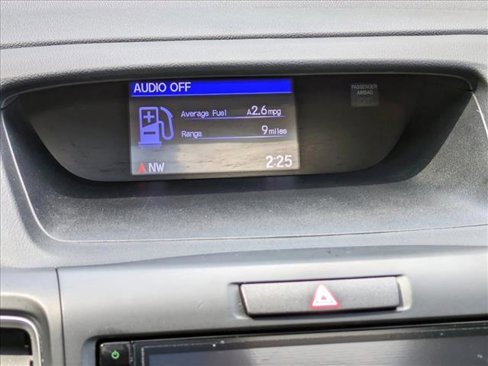 AUDIO OFF
PASSENGER
AIRBAG
Average Fuel A2.6mpg
Range 9miles
NW 2:25